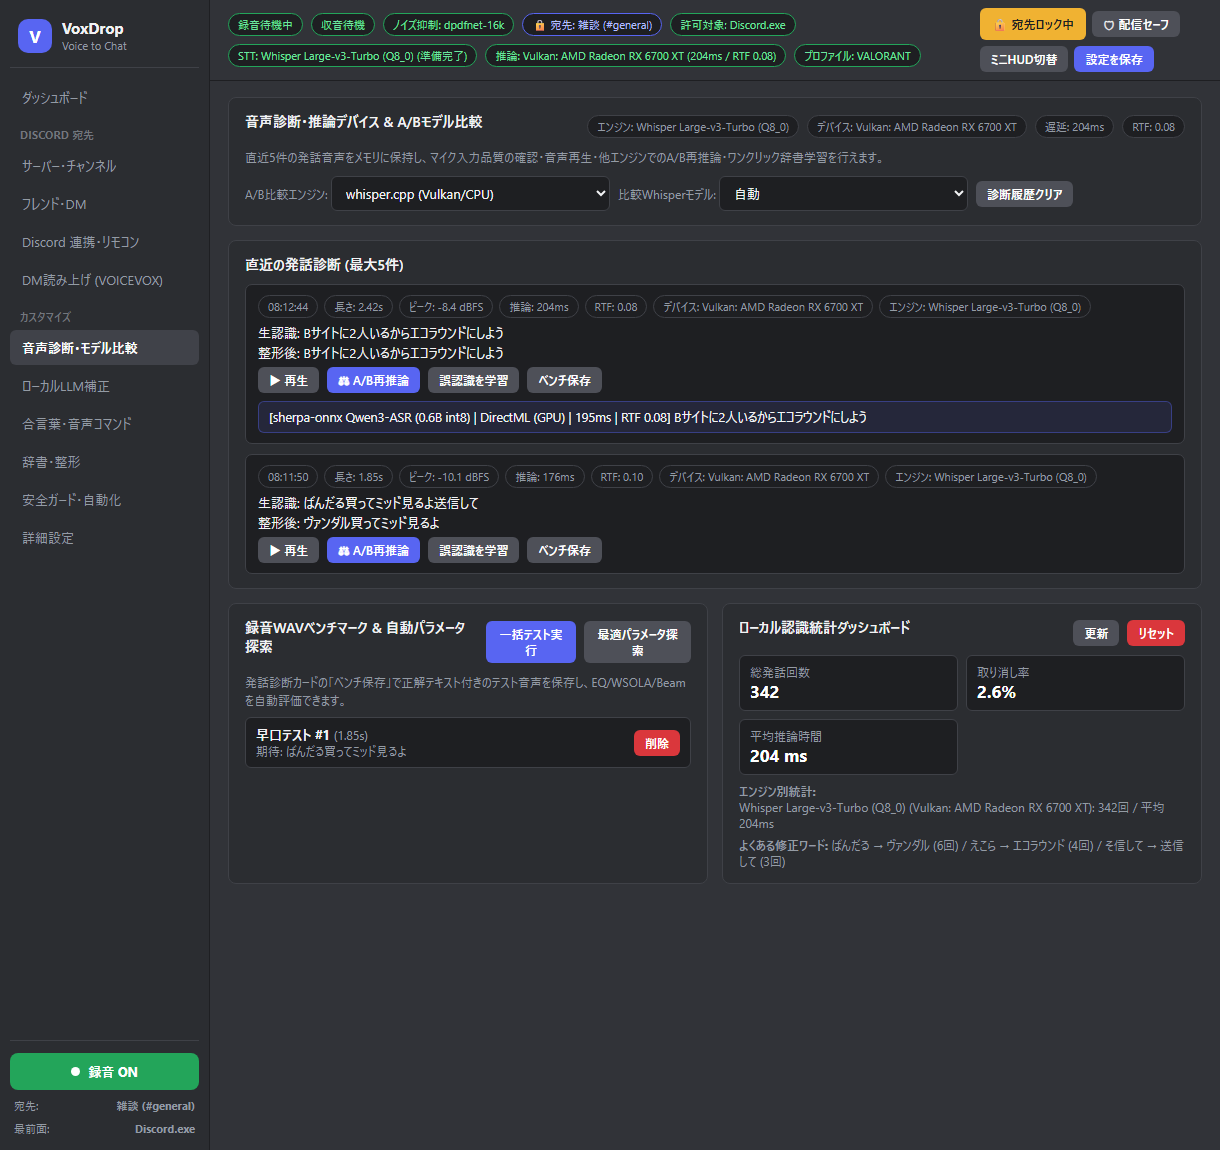 V
VoxDrop
Voice to Chat
ダッシュボード
DISCORD 宛先
サーバー・チャンネル
フレンド・DM
Discord 連携・リモコン
DM読み上げ (VOICEVOX)
カスタマイズ
音声診断・モデル比較
ローカルLLM補正
合言葉・音声コマンド
辞書・整形
安全ガード・自動化
詳細設定
録音 ON
宛先: 雑談 (#general)
最前面: Discord.exe
録音待機中 収音待機 ノイズ抑制: dpdfnet-16k 宛先: 雑談 (#general) 許可対象: Discord.exe
STT: Whisper Large-v3-Turbo (Q8_0) (準備完了) 推論: Vulkan: AMD Radeon RX 6700 XT (204ms / RTF 0.08) プロファイル: VALORANT
宛先ロック中 配信セーフ
ミニHUD切替 設定を保存
音声診断・推論デバイス & A/Bモデル比較
エンジン: Whisper Large-v3-Turbo (Q8_0) デバイス: Vulkan: AMD Radeon RX 6700 XT 遅延: 204ms RTF: 0.08
直近5件の発話音声をメモリに保持し、マイク入力品質の確認・音声再生・他エンジンでのA/B再推論・ワンクリック辞書学習を行えます。
A/B比較エンジン: whisper.cpp (Vulkan/CPU) 比較Whisperモデル: 自動 診断履歴クリア
直近の発話診断 (最大5件)
08:12:44 長さ: 2.42s ピーク: -8.4 dBFS 推論: 204ms RTF: 0.08 デバイス: Vulkan: AMD Radeon RX 6700 XT エンジン: Whisper Large-v3-Turbo (Q8_0)
生認識: Bサイトに2人いるからエコラウンドにしよう
整形後: Bサイトに2人いるからエコラウンドにしよう
▶ 再生 A/B再推論 誤認識を学習 ベンチ保存
[sherpa-onnx Qwen3-ASR (0.6B int8) | DirectML (GPU) | 195ms | RTF 0.08] Bサイトに2人いるからエコラウンドにしよう
08:11:50 長さ: 1.85s ピーク: -10.1 dBFS 推論: 176ms RTF: 0.10 デバイス: Vulkan: AMD Radeon RX 6700 XT エンジン: Whisper Large-v3-Turbo (Q8_0)
生認識: ばんだる買ってミッド見るよ送信して
整形後: ヴァンダル買ってミッド見るよ
▶ 再生 A/B再推論 誤認識を学習 ベンチ保存
録音WAVベンチマーク & 自動パラメータ
探索
一括テスト実
行
最適パラメータ探
索
発話診断カードの「ベンチ保存」で正解テキスト付きのテスト音声を保存し、EQ/WSOLA/Beam
を自動評価できます。
早口テスト #1 (1.85s)
期待: ばんだる買ってミッド見るよ
削除
ローカル認識統計ダッシュボード
更新 リセット
総発話回数
342
取り消し率
2.6%
平均推論時間
204 ms
エンジン別統計:
Whisper Large-v3-Turbo (Q8_0) (Vulkan: AMD Radeon RX 6700 XT): 342回 / 平均
204ms
よくある修正ワード: ばんだる → ヴァンダル (6回) / えこら → エコラウンド (4回) / そ信して → 送信
して (3回)